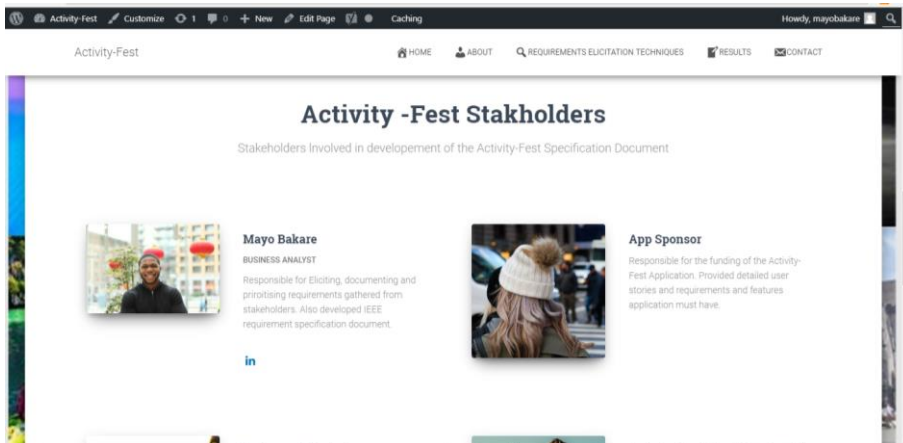 Activity-Fest Customize 1 0 + New Edit Page Caching Howdy, mayobakare
Activity-Fest HOME ABOUT REQUIREMENTS ELICITATION TECHNIQUES RESULTS CONTACT
Activity -Fest Stakholders
Stakeholders Involved in developement of the Activity-Fest Specification Document
Mayo Bakare
BUSINESS ANALYST
Responsible for Eliciting, documenting and
priroitising requirements gathered from
stakeholders. Also developed IEEE
requirement specification document
in
App Sponsor
Responsible for the funding of the Activity-
Fest Application. Provided detailed user
stories and requirements and features
application must have.